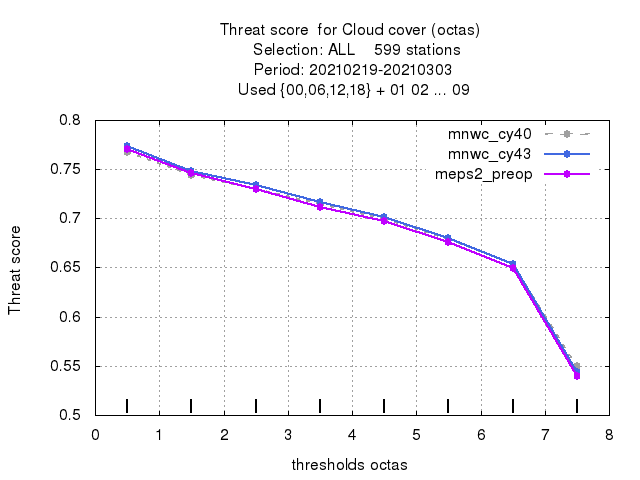 Threat score  for Cloud cover (octas)
Selection: ALL    599 stations
Period: 20210219-20210303
Used {00,06,12,18} + 01 02 ... 09
mnwc_cy40
mnwc_cy43
meps2_preop
0.8
0.75
0.7
0.65
0.6
0.55
0.5
Threat score
0 1 2 3 4 5 6 7 8
thresholds octas